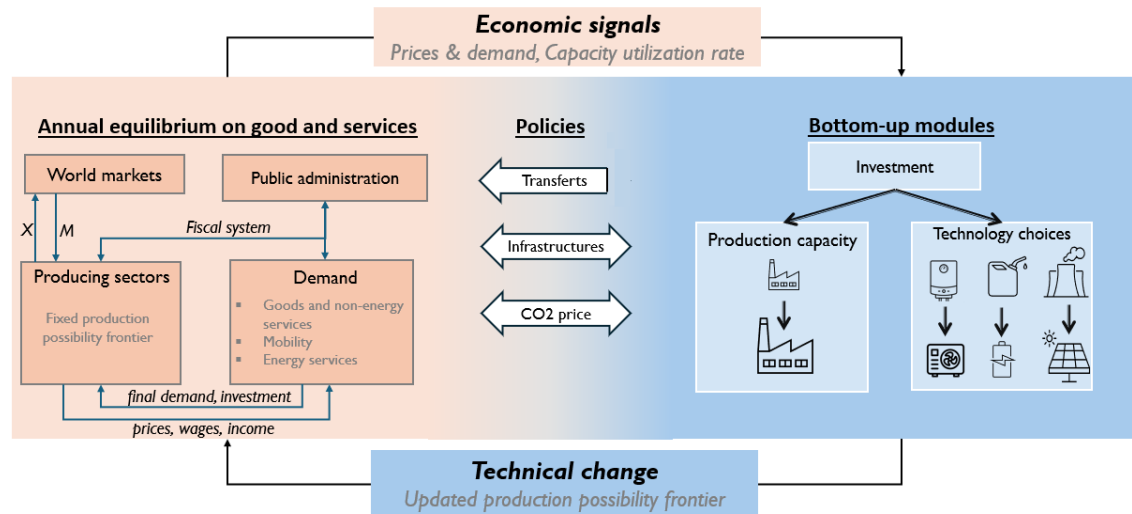 Economic signals
Prices & demand, Capacity utilization rate
Annual equilibrium on good and services
World markets
Public administration
X
M
Fiscal system
Producing sectors
Fixed production
possibility frontier
Demand
▪ Goods and non-energy
services
▪ Mobility
▪ Energy services
final demand, investment
prices, wages, income
Policies
Transferts
Infrastructures
CO2 price
Bottom-up modules
Investment
Production capacity
Technology choices
Technical change
Updated production possibility frontier